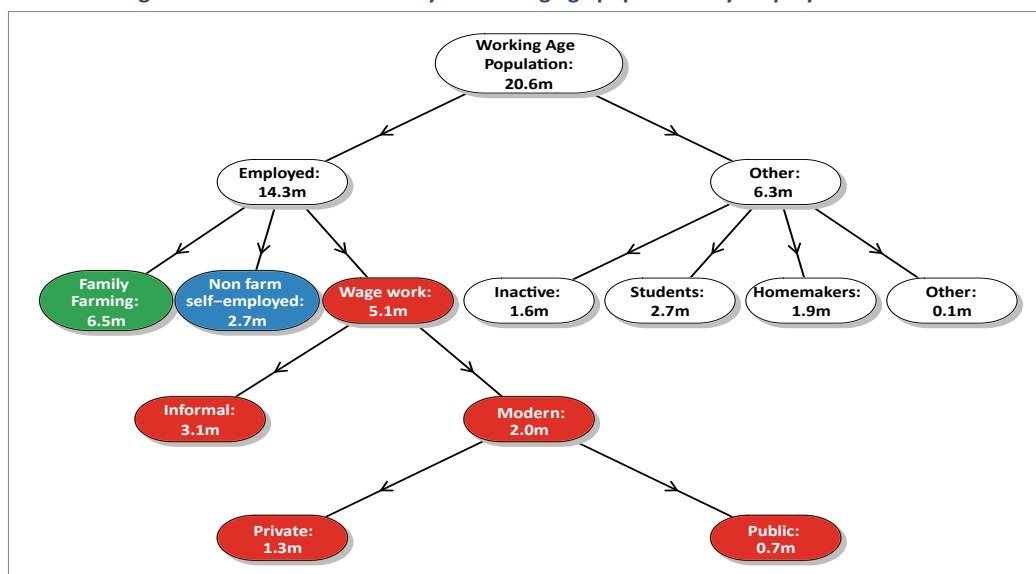 Working Age
Population:
20.6m
Employed:
14.3m
Other:
6.3m
Family
Farming:
6.5m
Non farm
self–employed:
2.7m
Wage work:
5.1m
Inactive:
1.6m
Students:
2.7m
Homemakers:
1.9m
Other:
0.1m
Informal:
3.1m
Modern:
2.0m
Private:
1.3m
Public:
0.7m